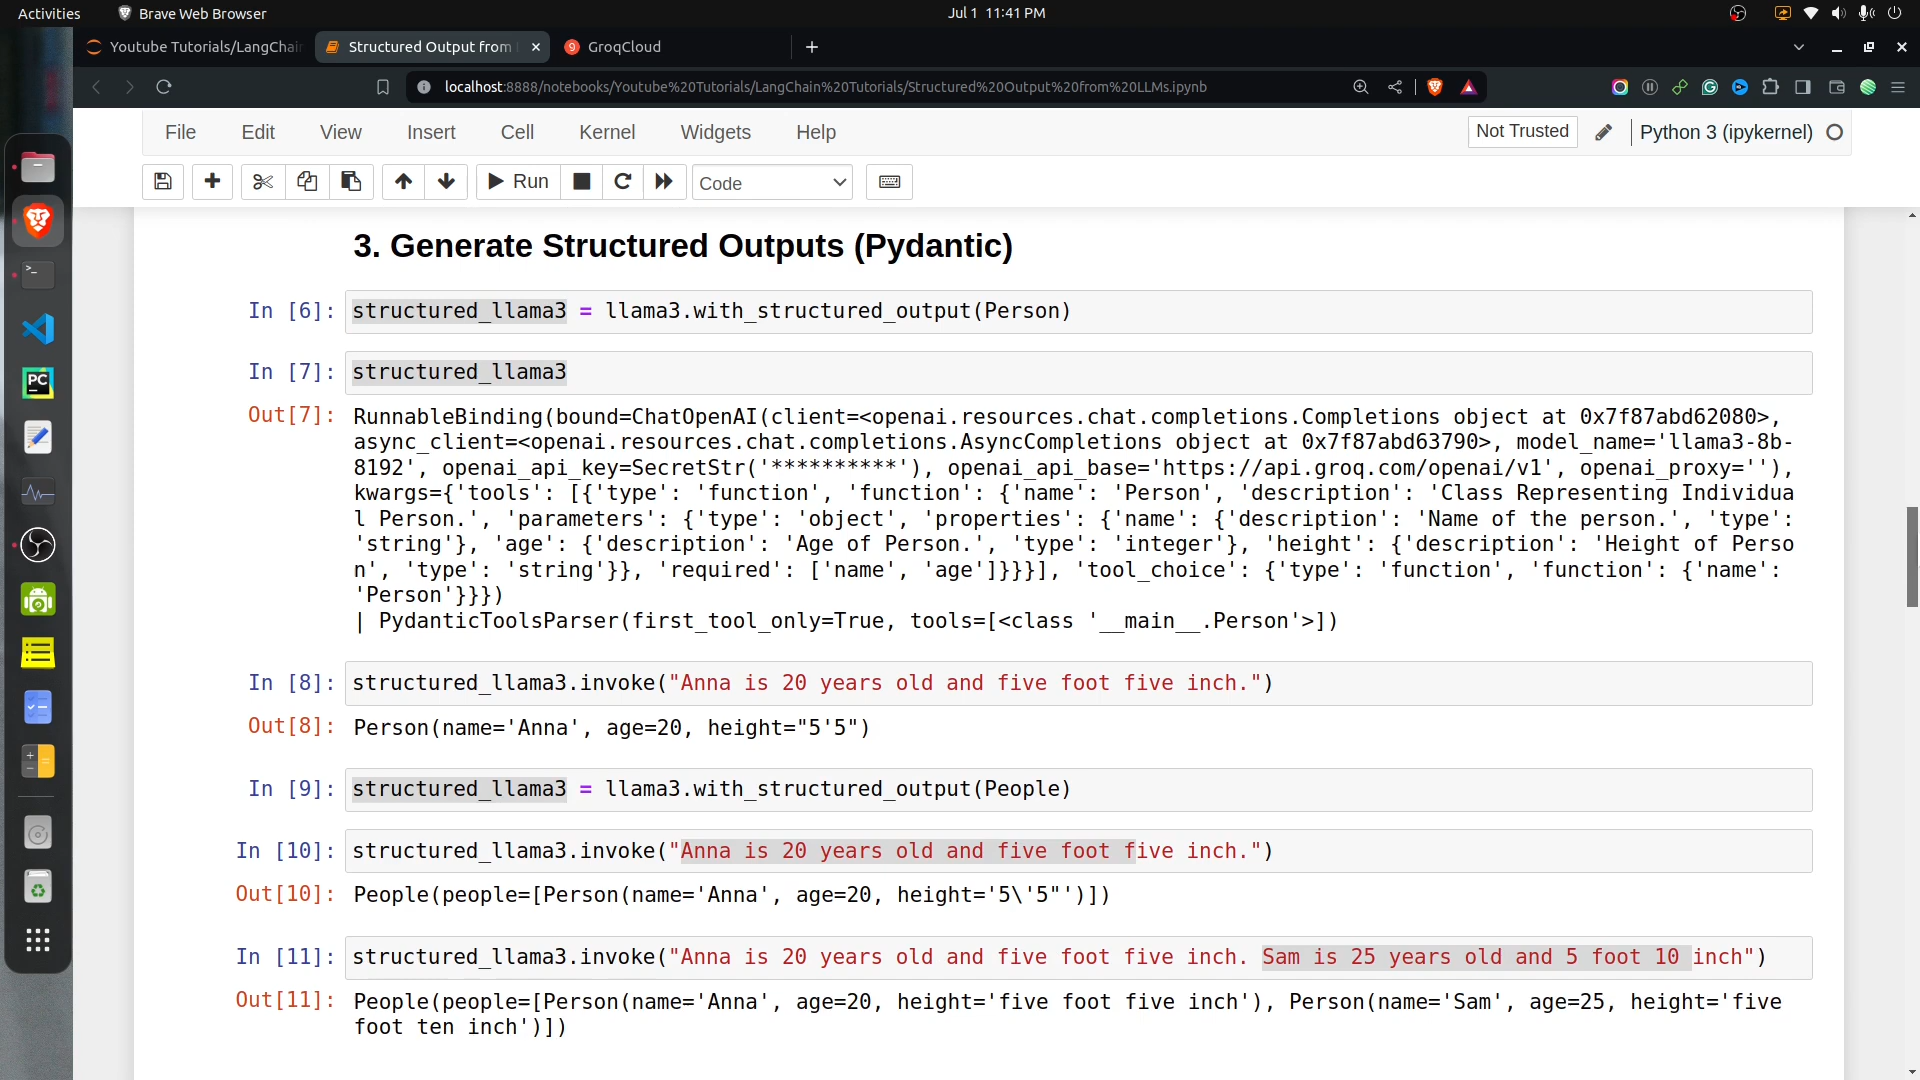 Activities
Brave Web Browser
Jul 1 11:41 PM
Youtube Tutorials/LangChain
Structured Output from
9 GroqCloud
localhost:8888/notebooks/Youtube%20Tutorials/LangChain%20Tutorials/Structured%20Output%20from%20LLMs.ipynb
File Edit View Insert Cell Kernel Widgets Help
Not Trusted
Python 3 (ipykernel)
Run
Code
3. Generate Structured Outputs (Pydantic)
In [6]: structured_llama3 = llama3.with_structured_output(Person)
In [7]: structured_llama3
Out[7]: RunnableBinding(bound=ChatOpenAI(client=<openai.resources.chat.completions.Completions object at 0x7f87abd62080>,
async_client=<openai.resources.chat.completions.AsyncCompletions object at 0x7f87abd63790>, model_name='llama3-8b-
8192', openai_api_key=SecretStr('**********'), openai_api_base='https://api.groq.com/openai/v1', openai_proxy=''),
kwargs={'tools': [{'type': 'function', 'function': {'name': 'Person', 'description': 'Class Representing Individua
l Person.', 'parameters': {'type': 'object', 'properties': {'name': {'description': 'Name of the person.', 'type':
'string'}, 'age': {'description': 'Age of Person.', 'type': 'integer'}, 'height': {'description': 'Height of Perso
n', 'type': 'string'}}, 'required': ['name', 'age']}}}], 'tool_choice': {'type': 'function', 'function': {'name':
'Person'}}})
| PydanticToolsParser(first_tool_only=True, tools=[<class '__main__.Person'>])
In [8]: structured_llama3.invoke("Anna is 20 years old and five foot five inch.")
Out[8]: Person(name='Anna', age=20, height="5'5")
In [9]: structured_llama3 = llama3.with_structured_output(People)
In [10]: structured_llama3.invoke("Anna is 20 years old and five foot five inch.")
Out[10]: People(people=[Person(name='Anna', age=20, height='5\'5"')])
In [11]: structured_llama3.invoke("Anna is 20 years old and five foot five inch. Sam is 25 years old and 5 foot 10 inch")
Out[11]: People(people=[Person(name='Anna', age=20, height='five foot five inch'), Person(name='Sam', age=25, height='five
foot ten inch')])
PC